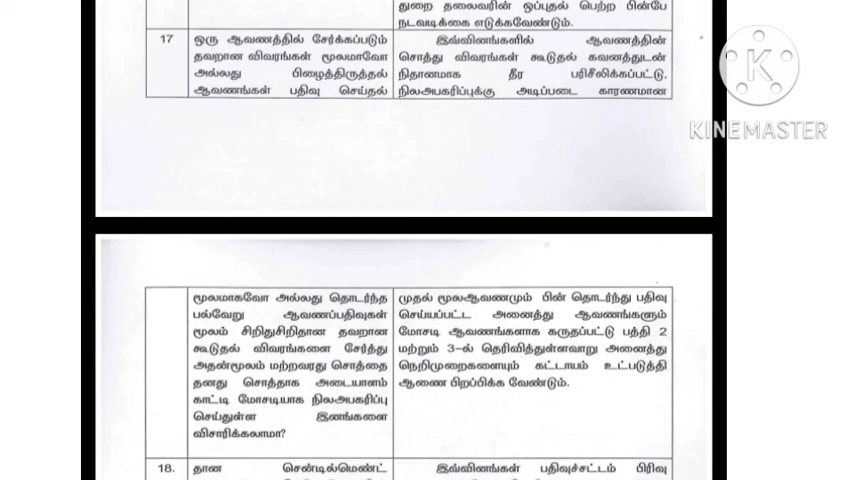 துறை தலைவரின் ஒப்புதல் பெற்ற பின்பே
நடவடிக்கை எடுக்கவேண்டும்.
17 ஒரு ஆவணத்தில் சேர்க்கப்படும் இவ்வினங்களில் ஆவணத்தின்
தவறான விவரங்கள் மூலமாவோ சொத்து விவரங்கள் கூடுதல் கவனத்துடன்
அல்லது பிழைத்திருத்தல் நிதானமாக தீர பரிசீலிக்கப்பட்டு,
ஆவணங்கள் பதிவு செய்தல் நிலஅபகரிப்புக்கு அடிப்படை காரணமான
K
KINEMASTER
மூலமாகவோ அல்லது தொடர்ந்த முதல் மூலஆவணமும் பின் தொடர்ந்து பதிவு
பல்வேறு ஆவணப்பதிவுகள் செய்யப்பட்ட அனைத்து ஆவணங்களும்
மூலம் சிறிதுசிறிதான தவறான மோசடி ஆவணங்களாக கருதப்பட்டு பத்தி 2
கூடுதல் விவரங்களை சேர்த்து மற்றும் 3-ல் தெரிவித்துள்ளவாறு அனைத்து
அதன்மூலம் மற்றவரது சொத்தை நெறிமுறைகளையும் கட்டாயம் உட்படுத்தி
தனது சொத்தாக அடையாளம் ஆணை பிறப்பிக்க வேண்டும்.
காட்டி மோசடியாக நிலஅபகரிப்பு
செய்துள்ள இனங்களை
விசாரிக்கலாமா?
18. தான செண்டில்மெண்ட் இவ்வினங்கள் பதிவுச்சட்டம் பிரிவு